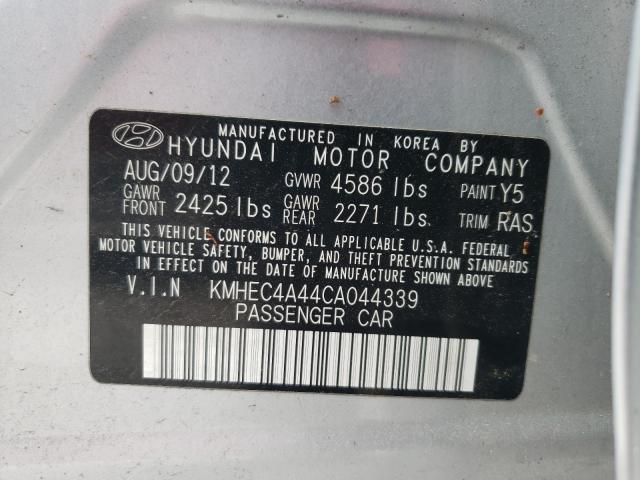 MANUFACTURED IN KOREA BY
HYUNDAI MOTOR COMPANY
AUG/09/12 GVWR 4586 lbs PAINT Y5
GAWR FRONT 2425 lbs GAWR REAR 2271 lbs TRIM RAS
THIS VEHICLE CONFORMS TO ALL APPLICABLE U.S.A. FEDERAL
MOTOR VEHICLE SAFETY, BUMPER, AND THEFT PREVENTION STANDARDS
IN EFFECT ON THE DATE OF MANUFACTURE SHOWN ABOVE
V.I.N KMHEC4A44CA044339
PASSENGER CAR